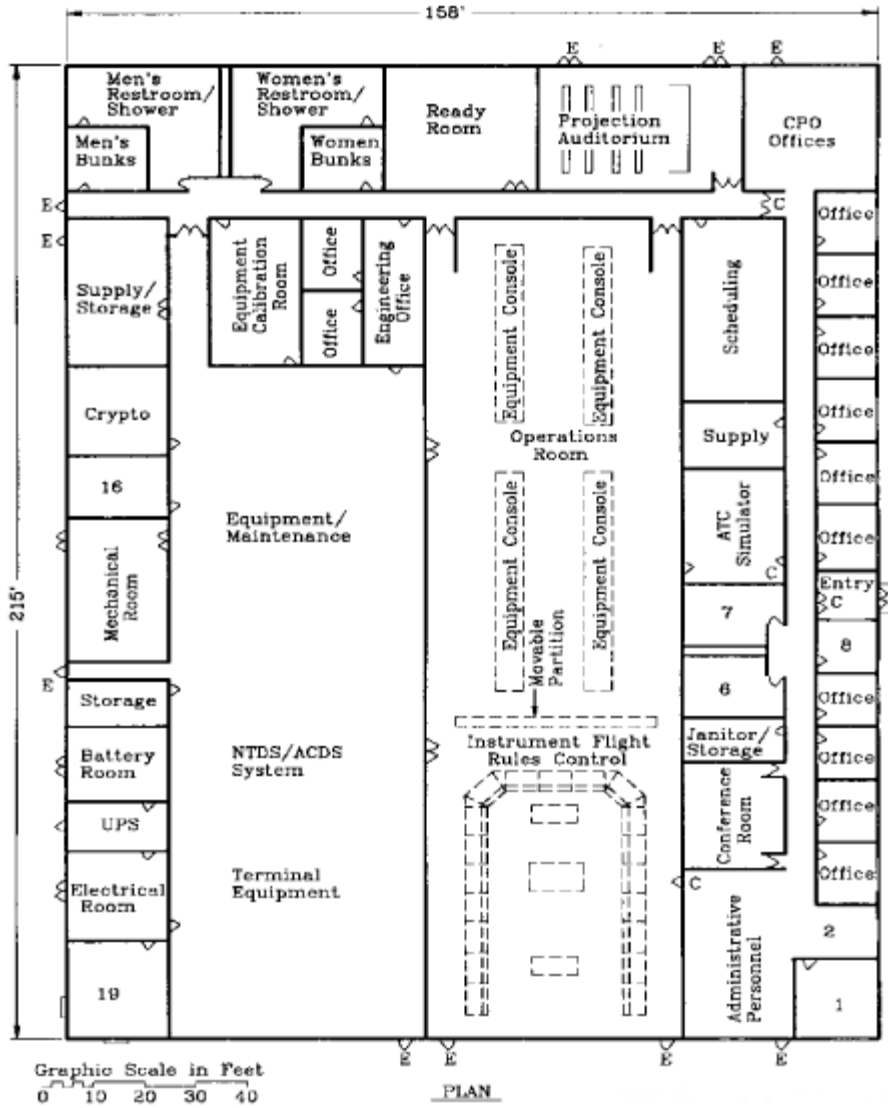 158'
E
E
E
Men's
Restroom/
Shower
Women's
Restroom/
Shower
Ready
Room
Projection
Auditorium
CPO
Offices
Men's
Bunks
Women
Bunks
E
C
Office
E
Supply/
Storage
Equipment
Calibration
Room
Office
Office
Engineering
Office
Equipment Console
Equipment Console
Scheduling
Office
Office
Office
Crypto
Operations
Room
Supply
Office
16
Equipment/
Maintenance
Equipment Console
Equipment Console
ATC
Simulator
C
Office
Mechanical
Room
215'
Entry
C
7
8
E
Movable
Partition
6
Storage
Office
Battery
Room
NTDS/ACDS
System
Instrument Flight
Rules Control
Janitor/
Storage
Office
UPS
Conference
Room
Office
Electrical
Room
Terminal
Equipment
C
Office
2
19
Administrative
Personnel
1
E
E
E
E
Graphic Scale in Feet
0 10 20 30 40
PLAN